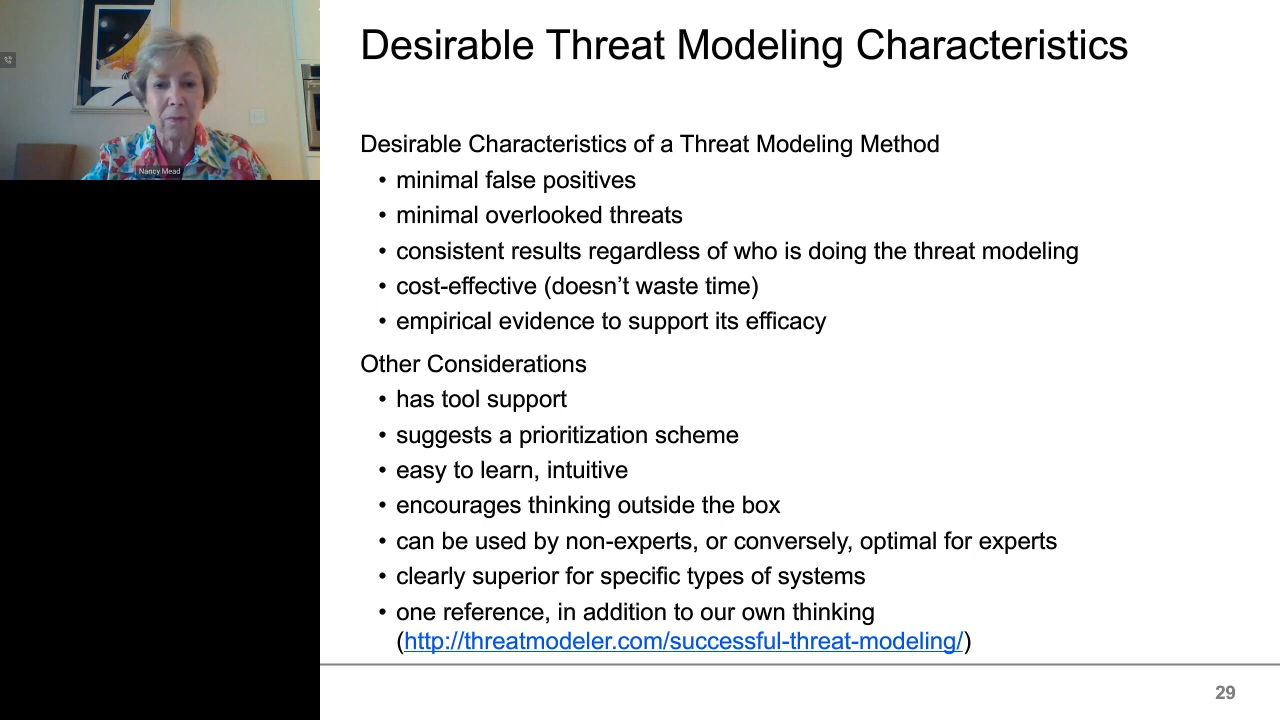 Nancy Mead
Desirable Threat Modeling Characteristics
Desirable Characteristics of a Threat Modeling Method
• minimal false positives
• minimal overlooked threats
• consistent results regardless of who is doing the threat modeling
• cost-effective (doesn’t waste time)
• empirical evidence to support its efficacy
Other Considerations
• has tool support
• suggests a prioritization scheme
• easy to learn, intuitive
• encourages thinking outside the box
• can be used by non-experts, or conversely, optimal for experts
• clearly superior for specific types of systems
• one reference, in addition to our own thinking
(http://threatmodeler.com/successful-threat-modeling/)
29